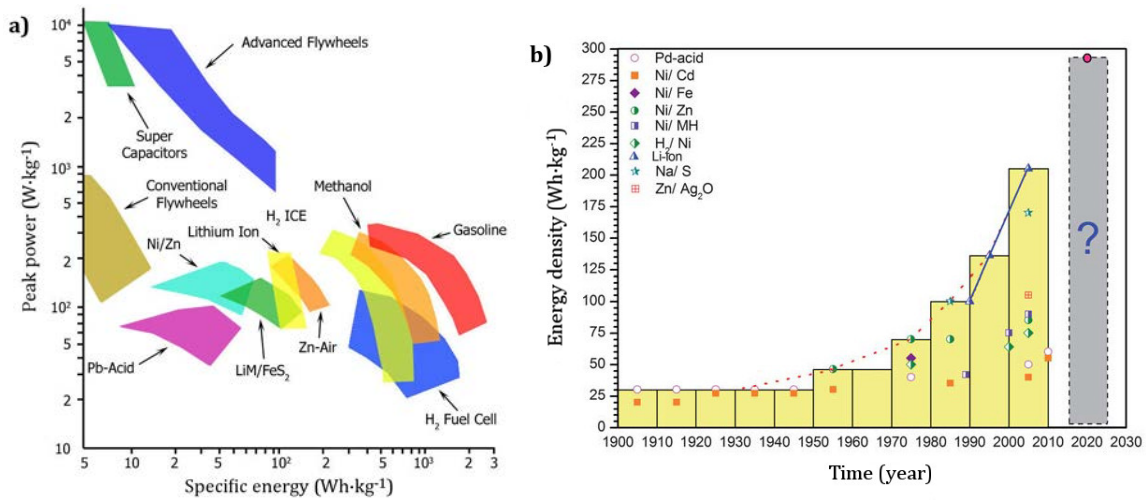 a)
Peak power (W·kg⁻¹)
10⁴
5
2
10³
5
2
10²
5
2
10
Advanced Flywheels
Super
Capacitors
Conventional
Flywheels
H₂ ICE
Methanol
Lithium Ion
Gasoline
Ni/Zn
Pb-Acid
LiM/FeS₂
Zn-Air
H₂ Fuel Cell
5
2
5
10²
2
5
10³
2
3
Specific energy (Wh·kg⁻¹)
b)
Energy density (Wh·kg⁻¹)
300
275
250
225
200
175
150
125
100
75
50
25
0
Pd-acid
Ni/ Cd
Ni/ Fe
Ni/ Zn
Ni/ MH
H₂/ Ni
Li-fon
Na/ S
Zn/ Ag₂O
?
1900 1910 1920 1930 1940 1950 1960 1970 1980 1990 2000 2010 2020 2030
Time (year)